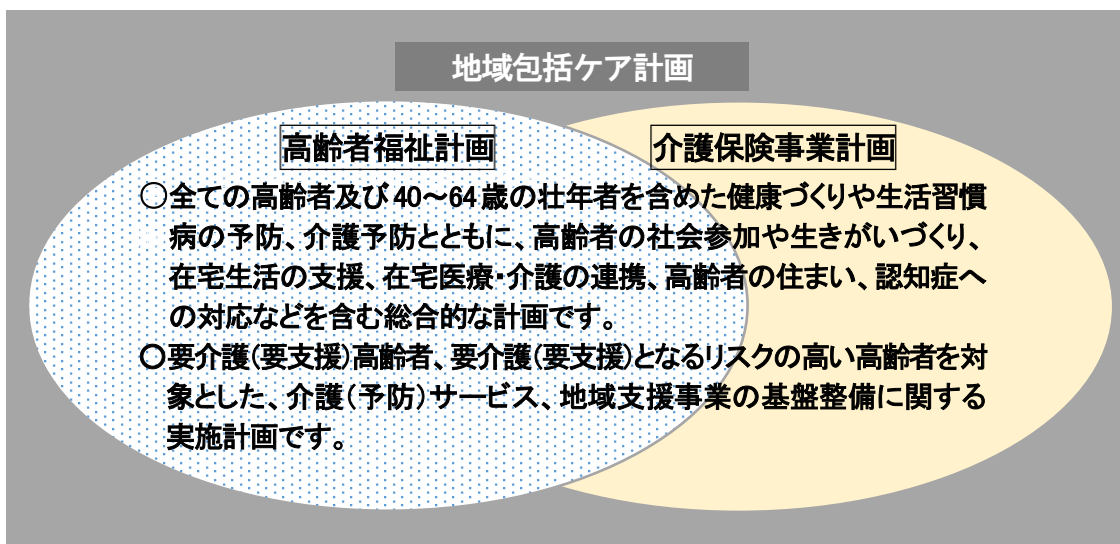 地域包括ケア計画
高齢者福祉計画
介護保険事業計画
○全ての高齢者及び40～64歳の壮年者を含めた健康づくりや生活習慣
病の予防、介護予防とともに、高齢者の社会参加や生きがいづくり、
在宅生活の支援、在宅医療・介護の連携、高齢者の住まい、認知症へ
の対応などを含む総合的な計画です。
○要介護(要支援)高齢者、要介護(要支援)となるリスクの高い高齢者を対
象とした、介護(予防)サービス、地域支援事業の基盤整備に関する
実施計画です。